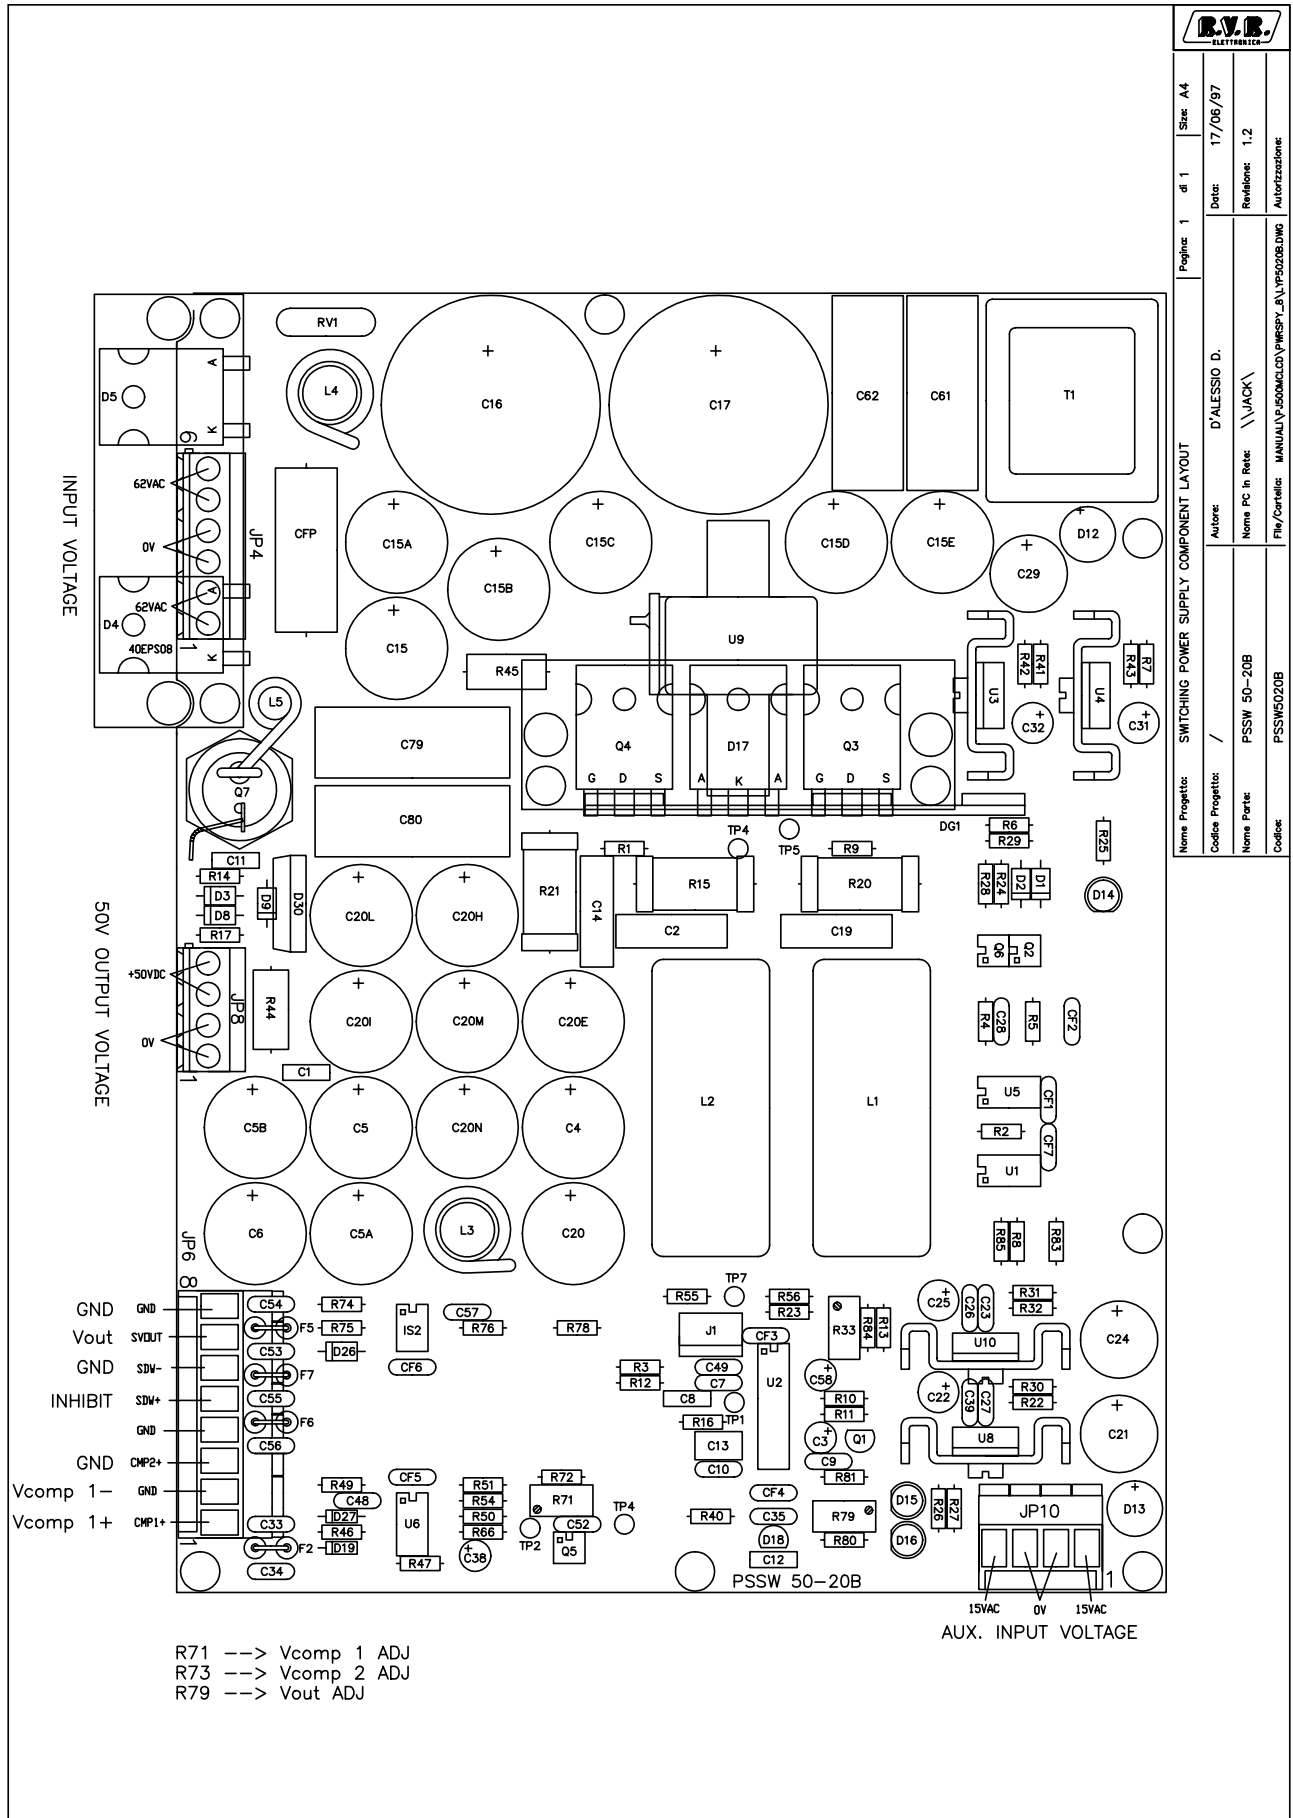 R.V.R.
ELETTRONICA
Nome Progetto: SWITCHING POWER SUPPLY COMPONENT LAYOUT
Pagina: 1 di 1
Size: A4
Codice Progetto: /
Autore: D'ALESSIO D.
Data: 17/06/97
Nome Parte: PSSW 50-20B
Nome PC in Rete: \\JACK\
Revisione: 1.2
Codice: PSSW5020B
File/Cartella: MANUALI\PJ500MCLCD\PWRSPY_B\LYP5020B.DWG
Autorizzazione:
RV1
L4
C16
C17
C62
C61
T1
D5
A
K
6
62VAC
0V
62VAC
JP4
INPUT VOLTAGE
D4
A
40EPS08
K
1
CFP
C15A
C15B
C15C
C15D
C15E
D12
C29
C15
R45
U9
U3
R42
R41
C32
U4
R43
R7
C31
L5
Q7
C79
C80
Q4
D17
Q3
G D S
A K A
G D S
DG1
TP4
TP5
R6
R29
R25
C11
R14
D3
D8
R17
D9
D30
R1
R9
R21
C14
R15
R20
C2
C19
R28
R24
D2
D1
D14
C20L
C20H
Q6
Q2
50V OUTPUT VOLTAGE
+50VDC
0V
JP8
1
R44
C20I
C20M
C20E
R4
C28
R5
CF2
C1
C5B
C5
C20N
C4
L2
L1
U5
CF1
R2
CF7
U1
C6
C5A
L3
C20
R85
R8
R83
JP6
8
GND GND
Vout SVOUT
GND SDW-
INHIBIT SDW+
GND
GND CMP2+
Vcomp 1- GND
Vcomp 1+ CMP1+
1
C54
F5
C53
F7
C55
F6
C56
C33
F2
C34
R74
R75
D26
IS2
C57
R76
R78
CF6
R55
TP7
R56
R23
J1
CF3
R33
R84
R13
R3
R12
C49
C7
C8
TP1
R16
C13
C10
U2
C58
R10
R11
C3
Q1
C9
R81
C25
C26
C23
R31
R32
U10
C24
C22
C39
C27
R30
R22
U8
C21
R49
C48
D27
R46
D19
CF5
U6
R47
R51
R54
R50
R66
C38
R72
R71
TP2
C52
Q5
TP4
R40
CF4
C35
D18
C12
R79
R80
D15
D16
R26
R27
JP10
D13
1
PSSW 50-20B
15VAC
0V
15VAC
AUX. INPUT VOLTAGE
R71 --> Vcomp 1 ADJ
R73 --> Vcomp 2 ADJ
R79 --> Vout ADJ